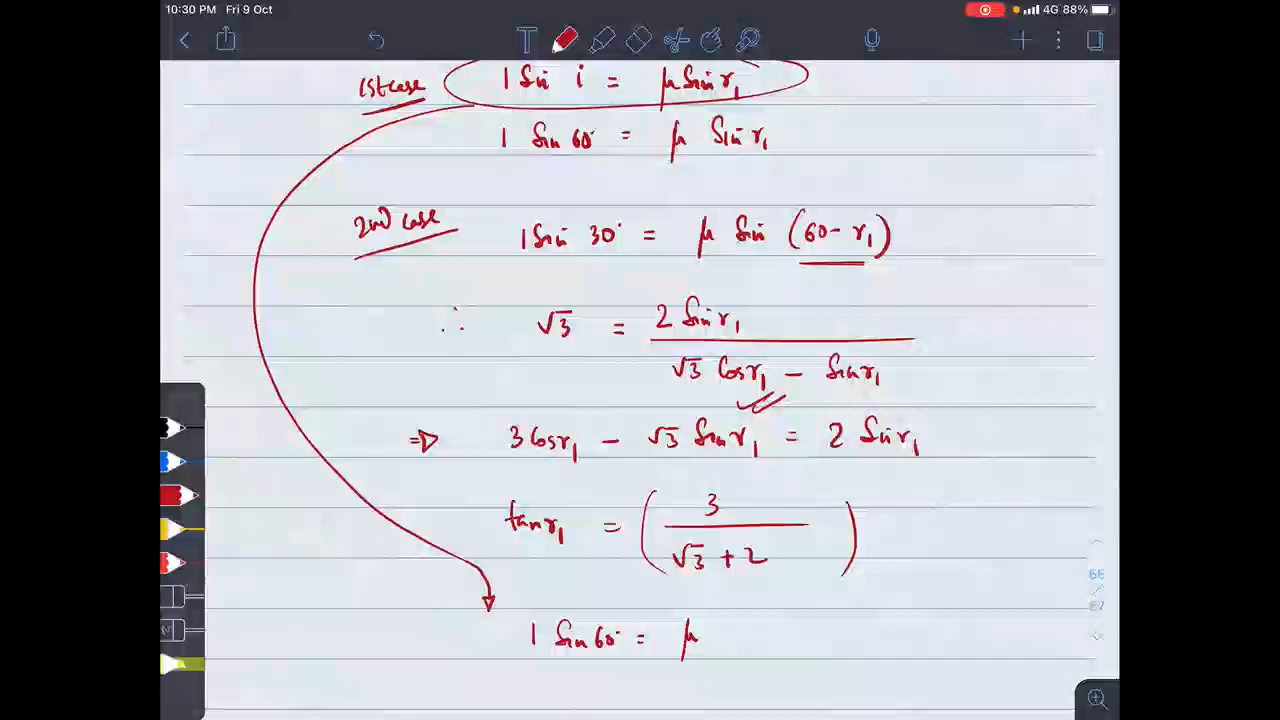 10:30 PM Fri 9 Oct 4G 88%
1st case 1 Sin i = μ Sin r₁
1 Sin 60° = μ Sin r₁
2nd case 1 Sin 30° = μ Sin (60 - r₁)
∴ √3 = 2 Sin r₁ / √3 Cos r₁ - Sin r₁
⇒ 3 Cos r₁ - √3 Sin r₁ = 2 Sin r₁
tan r₁ = ( 3 / √3 + 2 )
1 Sin 60° = μ